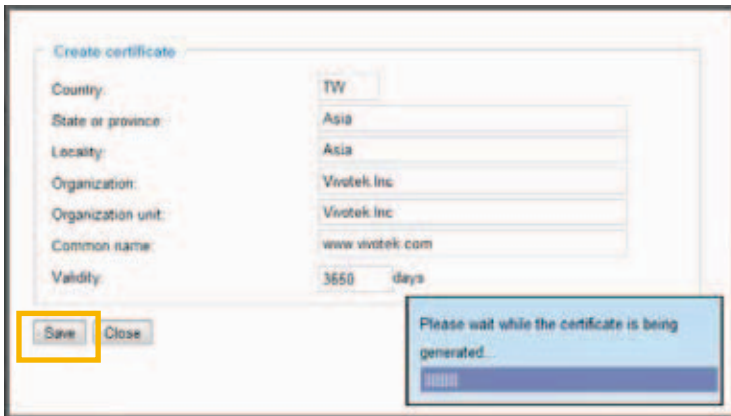 Create certificate
Country: TW
State or province: Asia
Locality: Asia
Organization: Vivotek.Inc
Organization unit: Vivotek.Inc
Common name: www.vivotek.com
Validity: 3650 days
Save Close
Please wait while the certificate is being
generated...